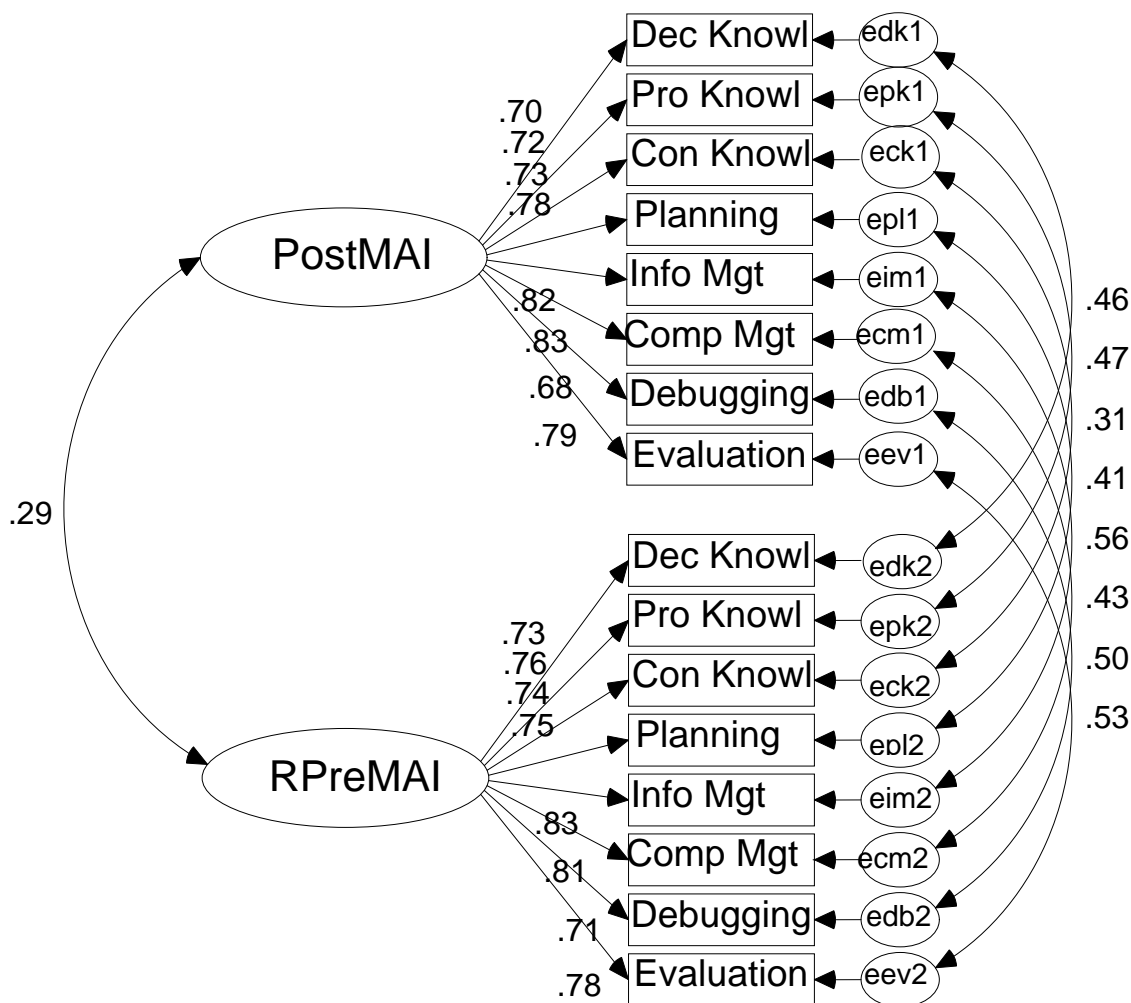 Dec Knowl
edk1
Pro Knowl
epk1
Con Knowl
eck1
Planning
epl1
Info Mgt
eim1
Comp Mgt
ecm1
Debugging
edb1
Evaluation
eev1
.70
.72
.73
.78
PostMAI
.82
.83
.68
.79
.29
.46
.47
.31
.41
.56
.43
.50
.53
Dec Knowl
edk2
Pro Knowl
epk2
Con Knowl
eck2
Planning
epl2
Info Mgt
eim2
Comp Mgt
ecm2
Debugging
edb2
Evaluation
eev2
.73
.76
.74
.75
RPreMAI
.83
.81
.71
.78